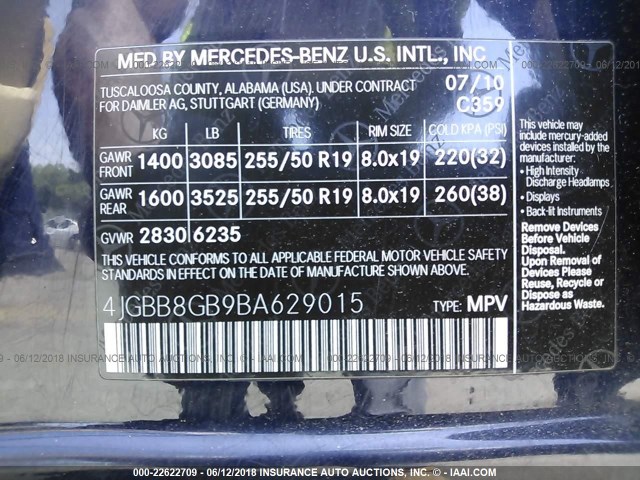 MFD BY MERCEDES-BENZ U.S. INTL., INC
TUSCALOOSA COUNTY, ALABAMA (USA). UNDER CONTRACT 07/10
FOR DAIMLER AG, STUTTGART (GERMANY) C359
KG LB TIRES RIM SIZE COLD KPA (PSI)
GAWR FRONT 1400 3085 255/50 R19 8.0x19 220(32)
GAWR REAR 1600 3525 255/50 R19 8.0x19 260(38)
GVWR 2830 6235
THIS VEHICLE CONFORMS TO ALL APPLICABLE FEDERAL MOTOR VEHICLE SAFETY
STANDARDS IN EFFECT ON THE DATE OF MANUFACTURE SHOWN ABOVE.
4JGBB8GB9BA629015 TYPE: MPV
This vehicle may
include mercury-added
devices installed by the
manufacturer:
• High Intensity
Discharge Headlamps
• Displays
• Back-lit Instruments
Remove Devices
Before Vehicle
Disposal.
Upon Removal of
Devices Please
Reuse, Recycle or
Dispose as
Hazardous Waste.
000-22622709 - 06/12/2018 INSURANCE AUTO AUCTIONS, INC. - © - IAAI.COM